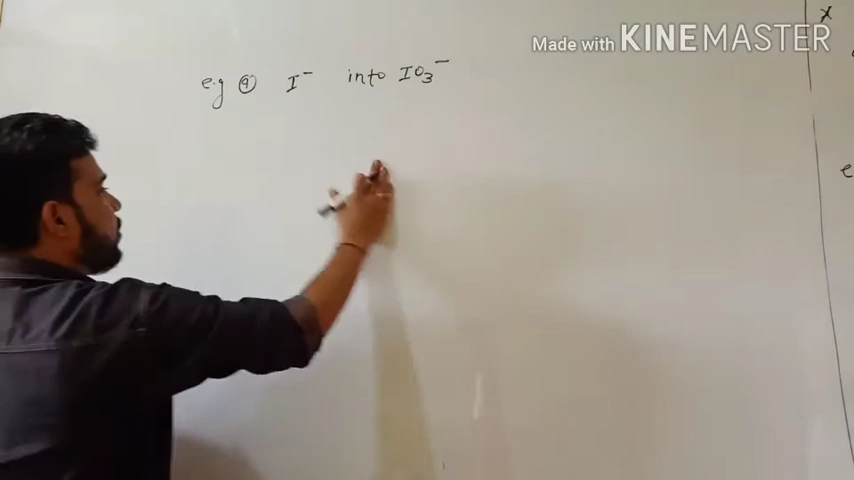 Made with KINEMASTER
x
e.g ④ I⁻ into IO₃⁻
e